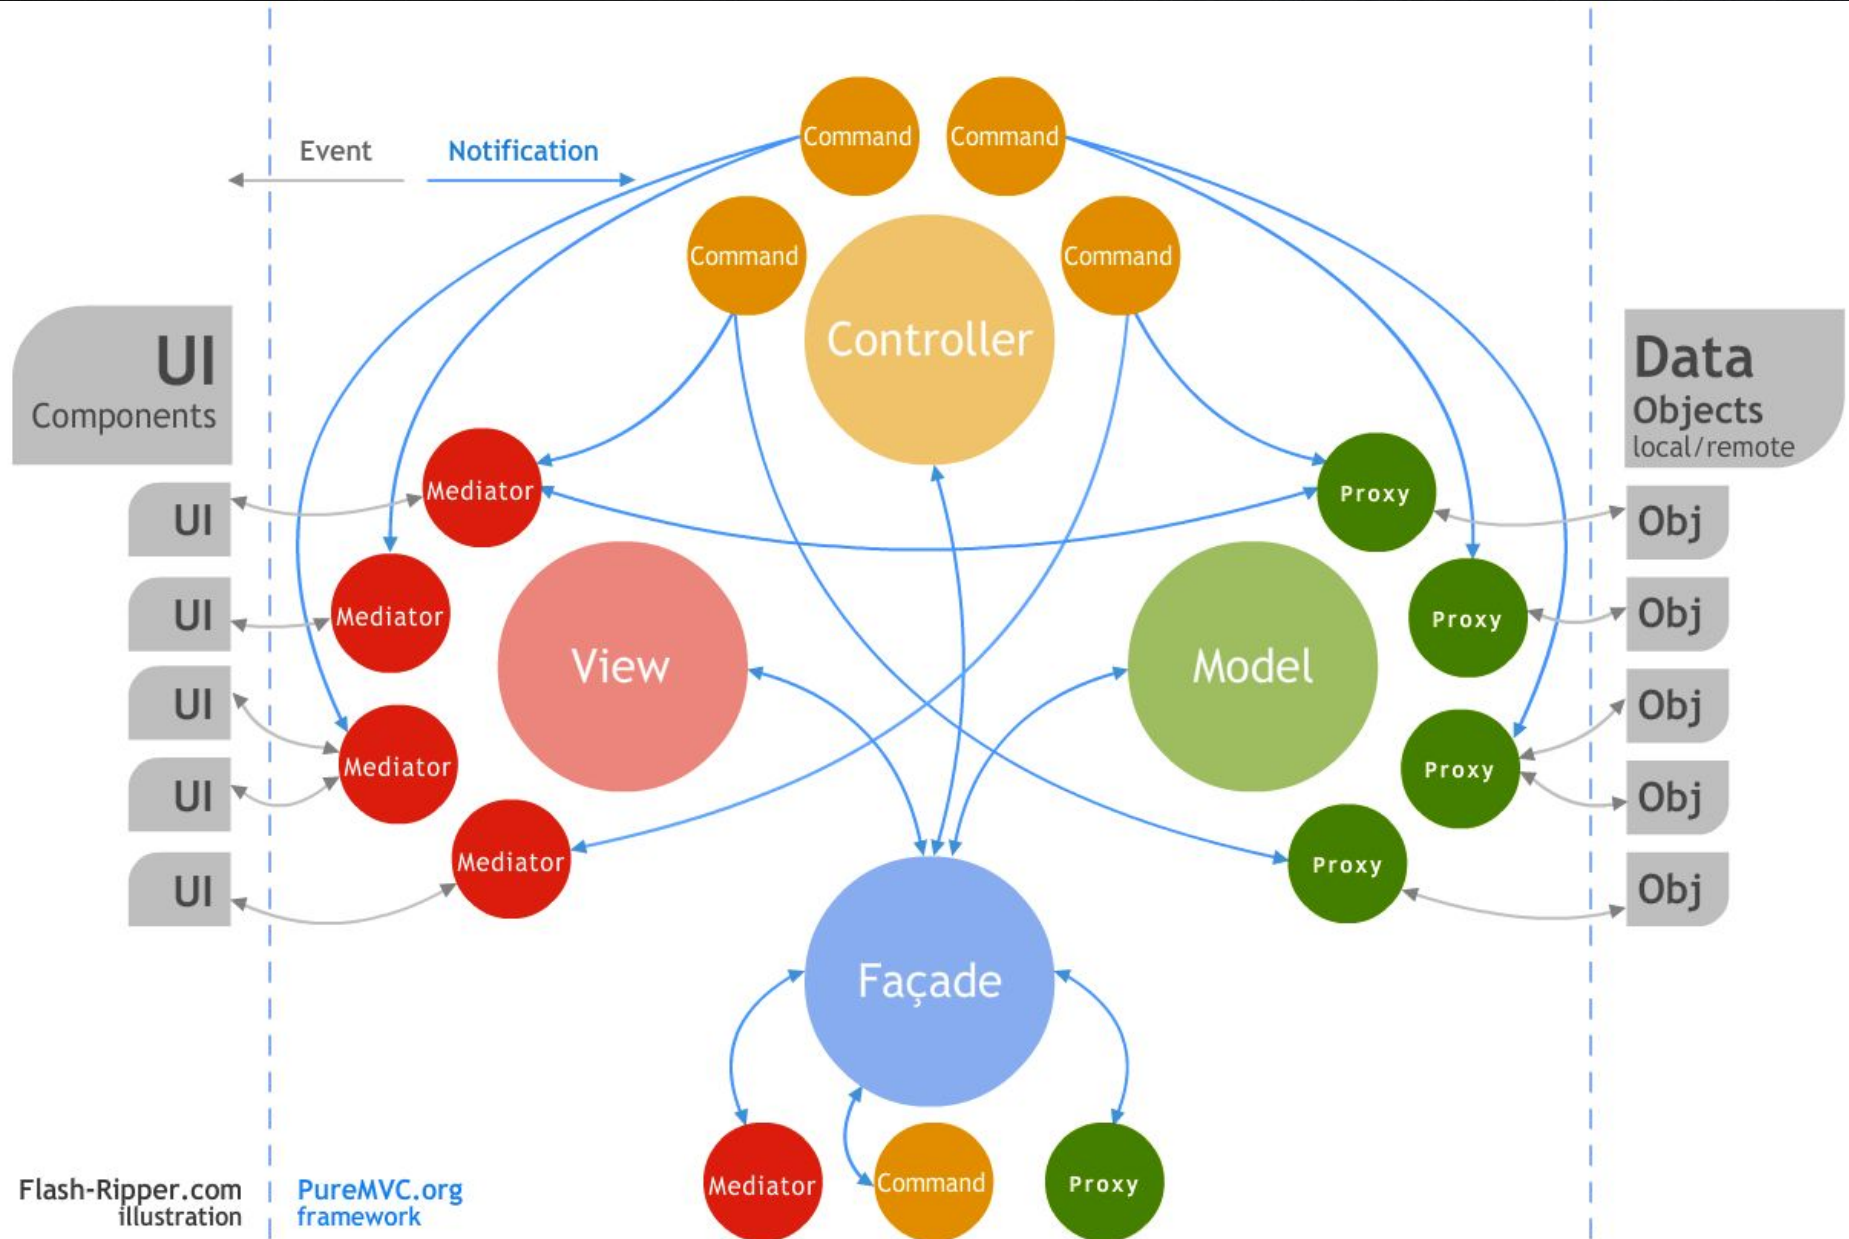 Command
Command
Event
Notification
Command
Command
Controller
UI
Components
Data
Objects
local/remote
Mediator
Proxy
UI
Obj
Mediator
Proxy
UI
Obj
View
Model
UI
Obj
Mediator
Proxy
UI
Obj
Mediator
Proxy
UI
Obj
Façade
Mediator
Command
Proxy
Flash-Ripper.com
illustration
PureMVC.org
framework